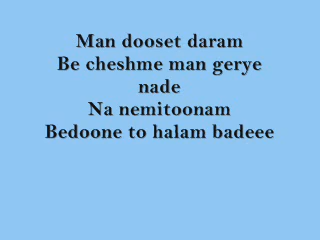 Man dooset daram
Be cheshme man gerye
nade
Na nemitoonam
Bedoone to halam badeee